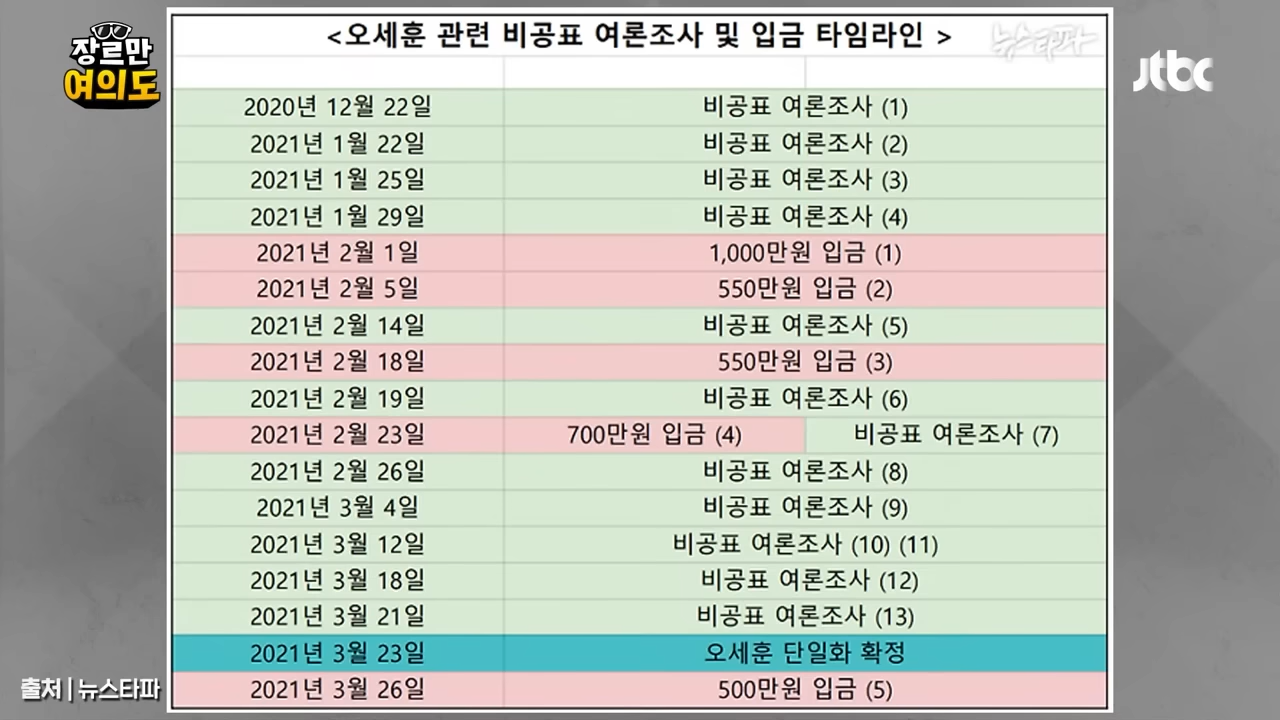 장르만
여의도
<오세훈 관련 비공표 여론조사 및 입금 타임라인 >
뉴스타파
jtbc
2020년 12월 22일 비공표 여론조사 (1)
2021년 1월 22일 비공표 여론조사 (2)
2021년 1월 25일 비공표 여론조사 (3)
2021년 1월 29일 비공표 여론조사 (4)
2021년 2월 1일 1,000만원 입금 (1)
2021년 2월 5일 550만원 입금 (2)
2021년 2월 14일 비공표 여론조사 (5)
2021년 2월 18일 550만원 입금 (3)
2021년 2월 19일 비공표 여론조사 (6)
2021년 2월 23일 700만원 입금 (4) 비공표 여론조사 (7)
2021년 2월 26일 비공표 여론조사 (8)
2021년 3월 4일 비공표 여론조사 (9)
2021년 3월 12일 비공표 여론조사 (10) (11)
2021년 3월 18일 비공표 여론조사 (12)
2021년 3월 21일 비공표 여론조사 (13)
2021년 3월 23일 오세훈 단일화 확정
2021년 3월 26일 500만원 입금 (5)
출처 | 뉴스타파